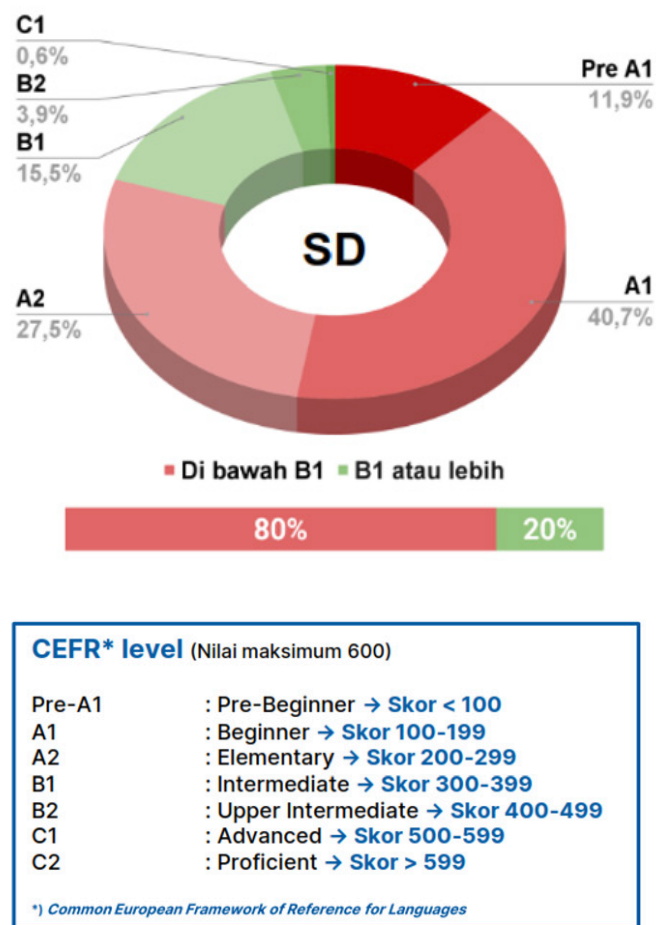 C1
0,6%
B2
3,9%
B1
15,5%
A2
27,5%
Pre A1
11,9%
A1
40,7%
SD
Di bawah B1 B1 atau lebih
80% 20%
CEFR* level (Nilai maksimum 600)
Pre-A1 : Pre-Beginner → Skor < 100
A1 : Beginner → Skor 100-199
A2 : Elementary → Skor 200-299
B1 : Intermediate → Skor 300-399
B2 : Upper Intermediate → Skor 400-499
C1 : Advanced → Skor 500-599
C2 : Proficient → Skor > 599
*) Common European Framework of Reference for Languages